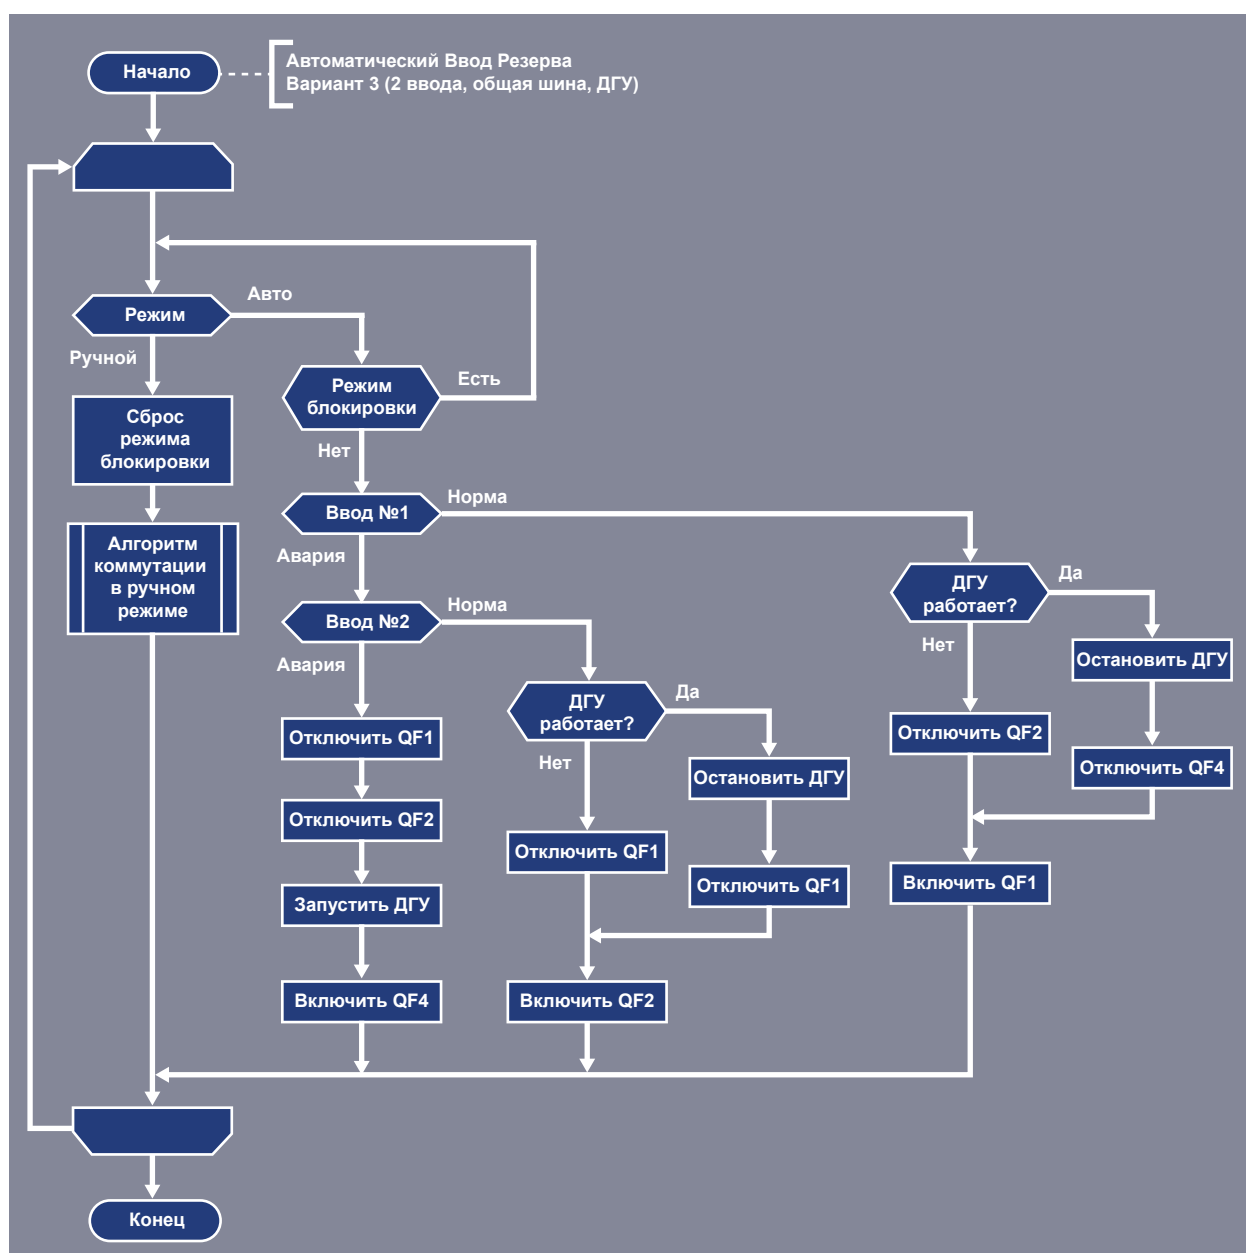 Начало
Автоматический Ввод Резерва
Вариант 3 (2 ввода, общая шина, ДГУ)
Авто
Режим
Ручной
Режим
блокировки
Есть
Сброс
режима
блокировки
Нет
Ввод №1
Норма
Алгоритм
коммутации
в ручном
режиме
Авария
ДГУ
работает?
Да
Ввод №2
Норма
Нет
Остановить ДГУ
Авария
ДГУ
работает?
Да
Отключить QF1
Отключить QF2
Нет
Остановить ДГУ
Отключить QF4
Отключить QF2
Отключить QF1
Отключить QF1
Включить QF1
Запустить ДГУ
Включить QF4
Включить QF2
Конец